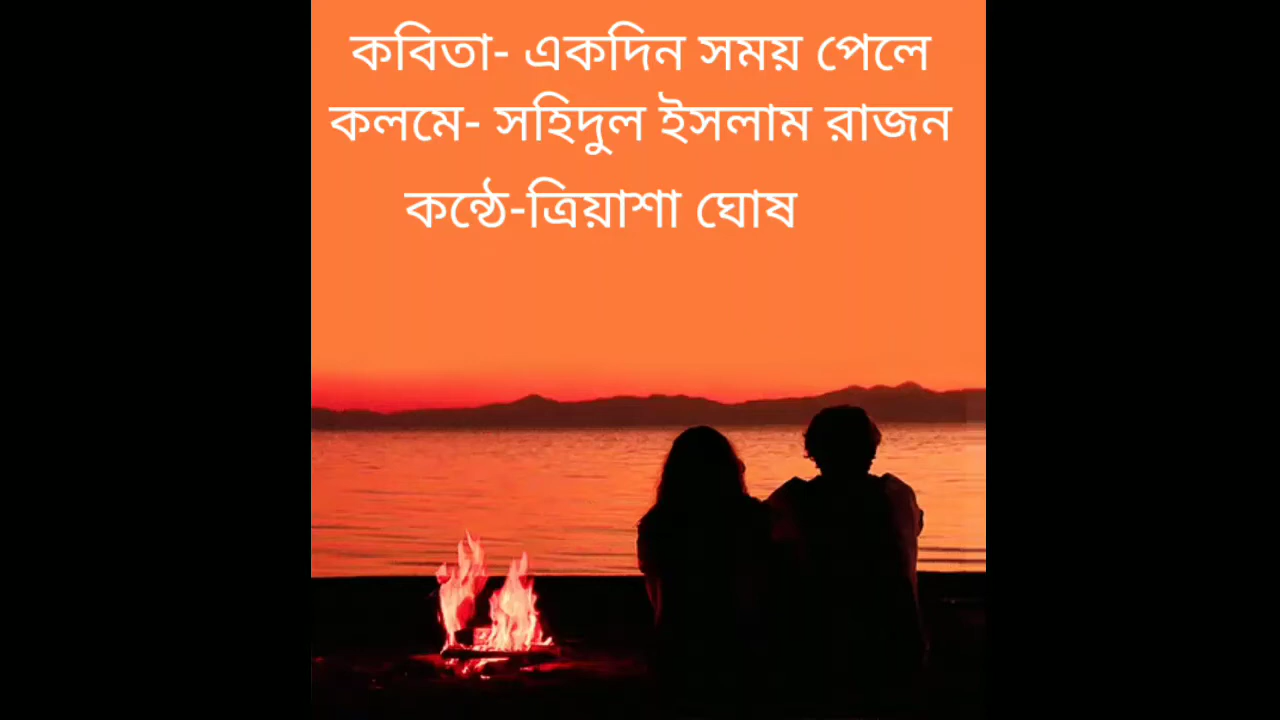 কবিতা- একদিন সময় পেলে
কলমে- সহিদুল ইসলাম রাজন
কন্ঠে-ত্রিয়াশা ঘোষ